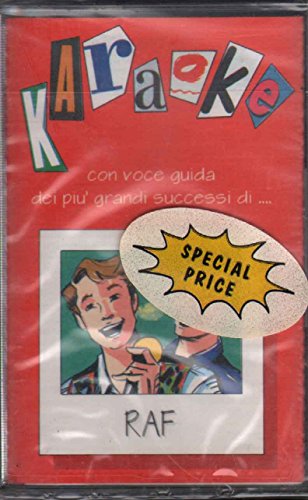 KAraoke
con voce guida
dei piu' grandi successi di ....
SPECIAL
PRICE
RAF